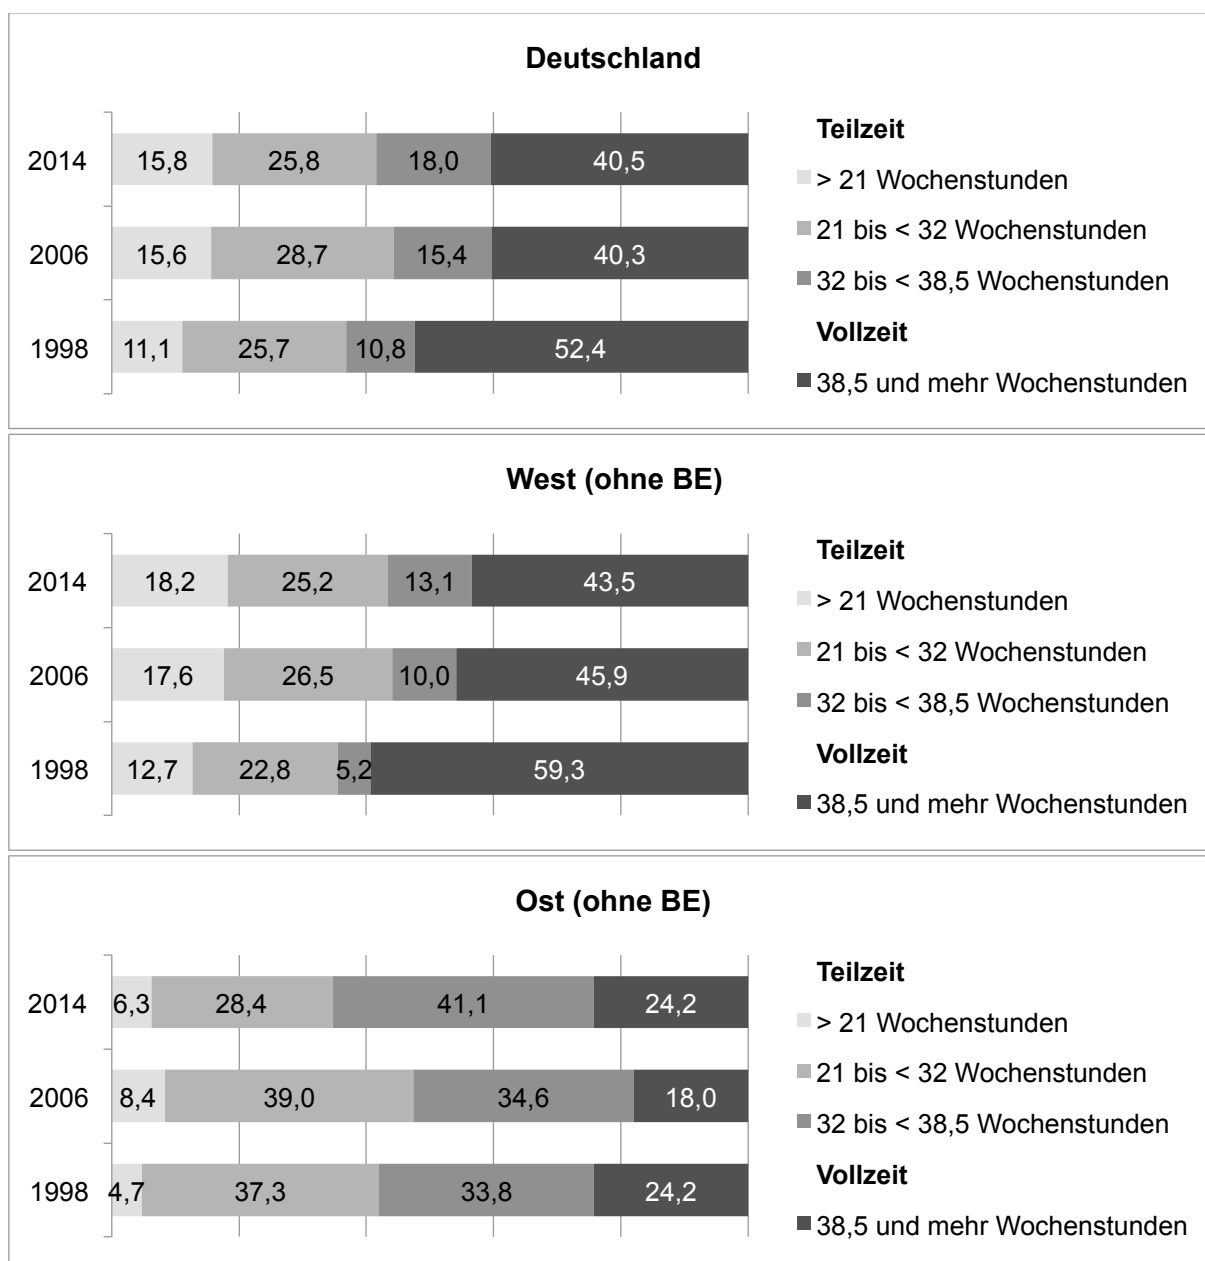 Deutschland
2014 15,8 25,8 18,0 40,5
2006 15,6 28,7 15,4 40,3
1998 11,1 25,7 10,8 52,4
Teilzeit
> 21 Wochenstunden
21 bis < 32 Wochenstunden
32 bis < 38,5 Wochenstunden
Vollzeit
38,5 und mehr Wochenstunden
West (ohne BE)
2014 18,2 25,2 13,1 43,5
2006 17,6 26,5 10,0 45,9
1998 12,7 22,8 5,2 59,3
Teilzeit
> 21 Wochenstunden
21 bis < 32 Wochenstunden
32 bis < 38,5 Wochenstunden
Vollzeit
38,5 und mehr Wochenstunden
Ost (ohne BE)
2014 6,3 28,4 41,1 24,2
2006 8,4 39,0 34,6 18,0
1998 4,7 37,3 33,8 24,2
Teilzeit
> 21 Wochenstunden
21 bis < 32 Wochenstunden
32 bis < 38,5 Wochenstunden
Vollzeit
38,5 und mehr Wochenstunden